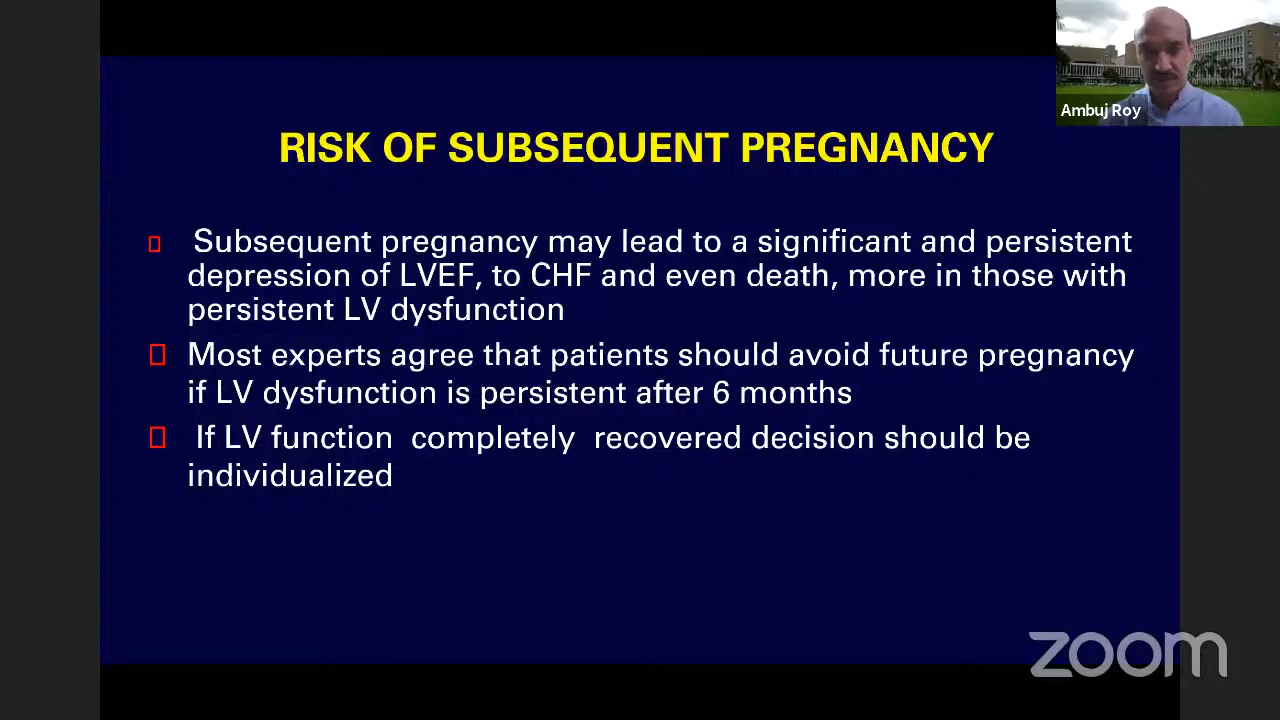 Ambuj Roy
RISK OF SUBSEQUENT PREGNANCY
Subsequent pregnancy may lead to a significant and persistent
depression of LVEF, to CHF and even death, more in those with
persistent LV dysfunction
Most experts agree that patients should avoid future pregnancy
if LV dysfunction is persistent after 6 months
If LV function completely recovered decision should be
individualized
zoom